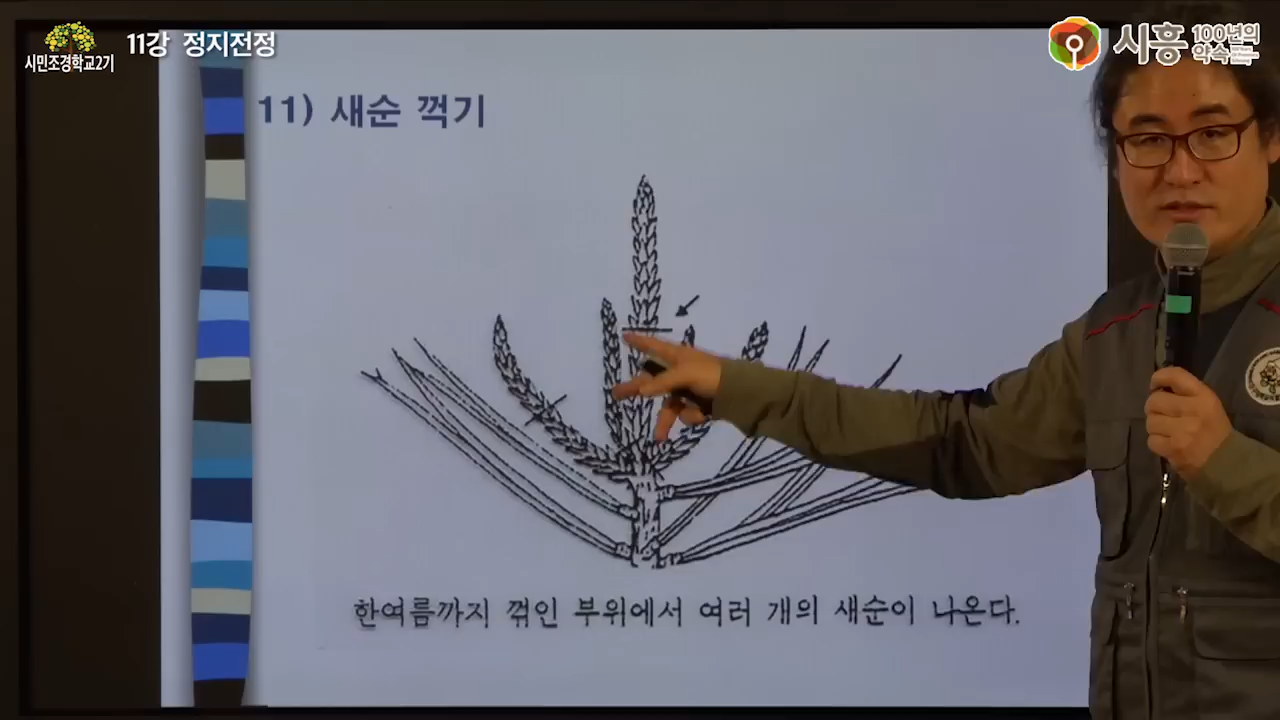 11강 정지전정
시민조경학교2기
시흥 100년의
약속
11) 새순 꺽기
한여름까지 꺾인 부위에서 여러 개의 새순이 나온다.